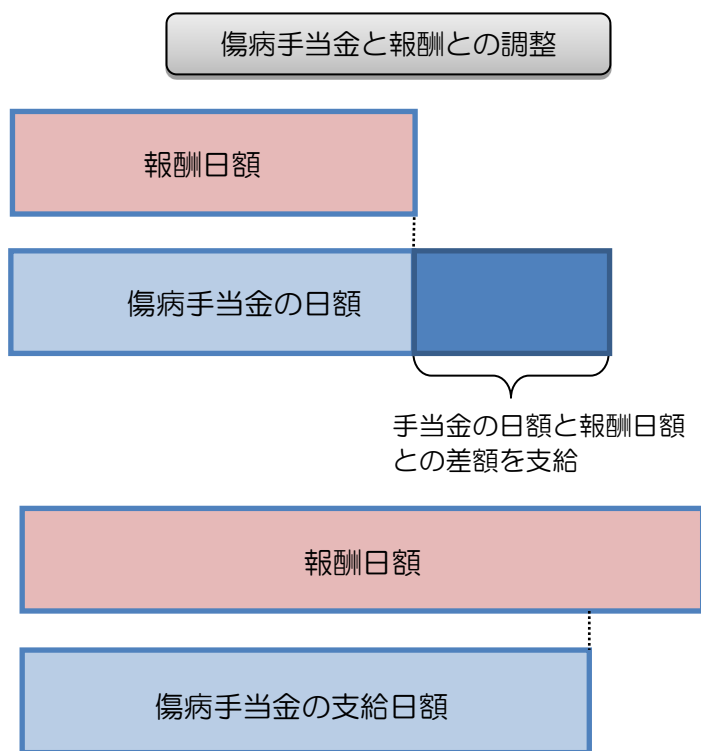 傷病手当金と報酬との調整
報酬日額
傷病手当金の日額
手当金の日額と報酬日額
との差額を支給
報酬日額
傷病手当金の支給日額